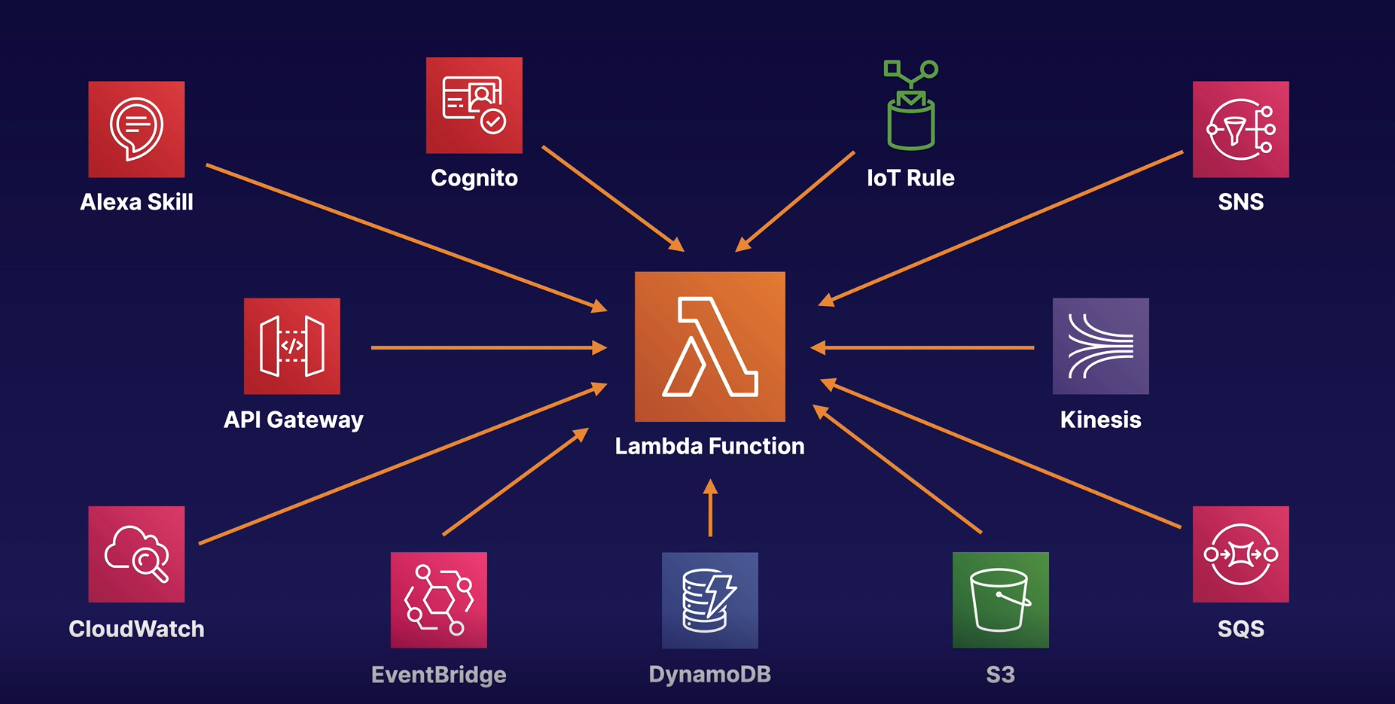 Cognito
IoT Rule
Alexa Skill
SNS
</>
API Gateway
Kinesis
Lambda Function
CloudWatch
SQS
EventBridge
DynamoDB
S3